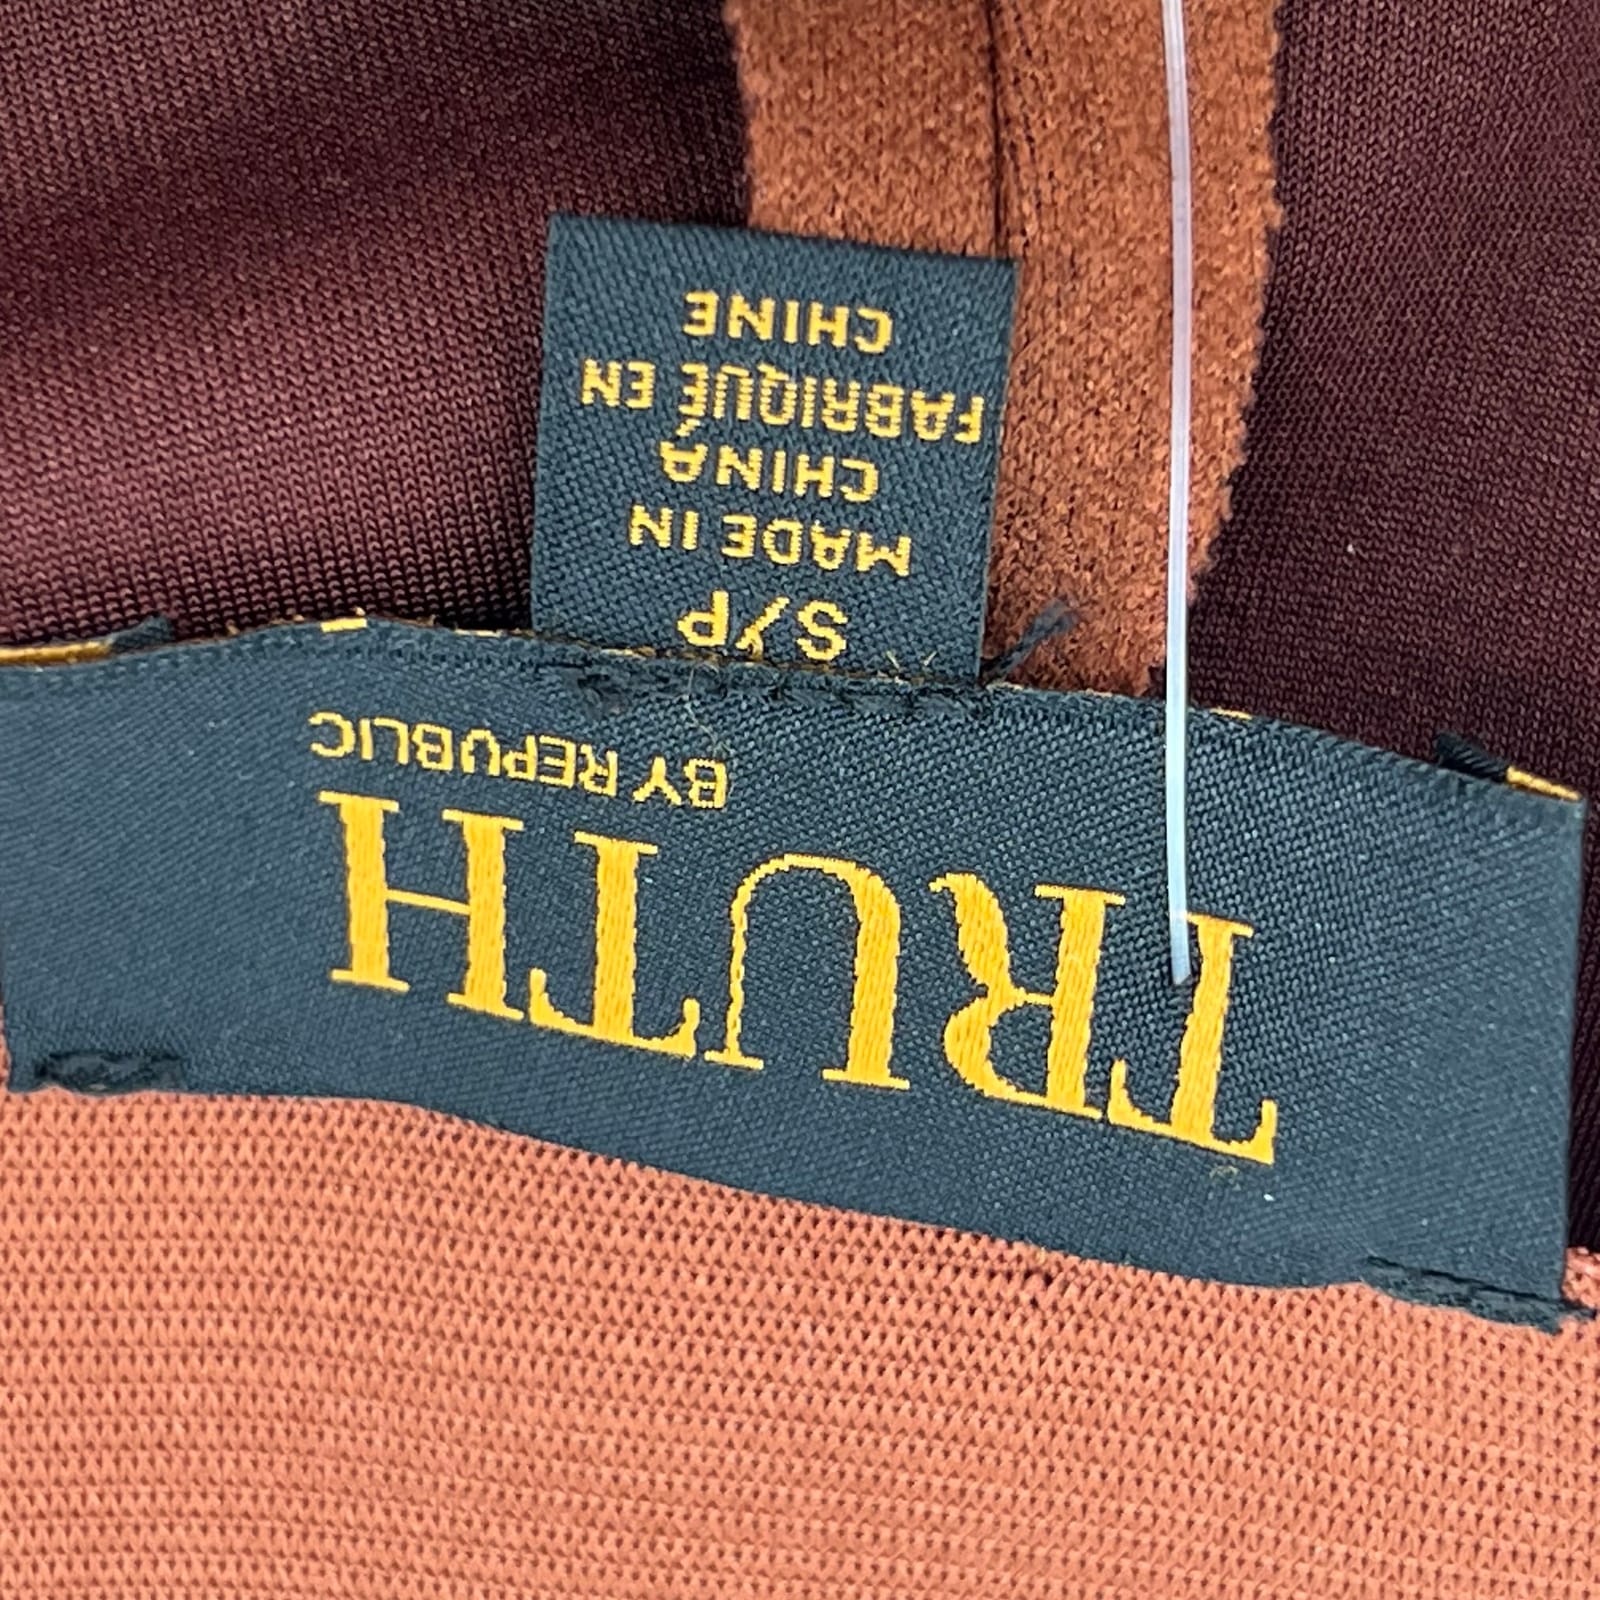 TRUTH
BY REPUBLIC
S/P
MADE IN
CHINA
FABRIQUÉ EN
CHINE